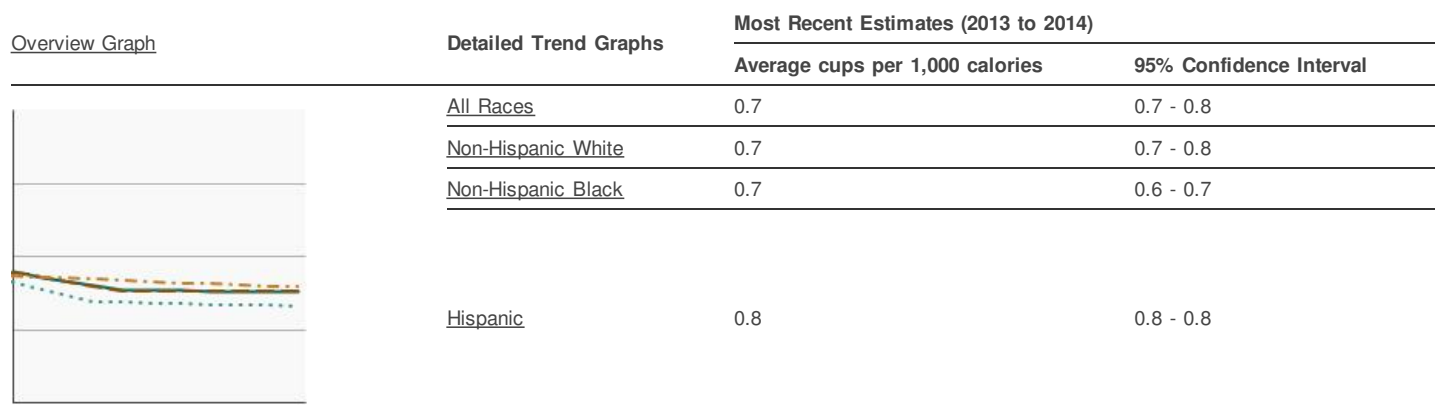 Overview Graph
Detailed Trend Graphs
Most Recent Estimates (2013 to 2014)
Average cups per 1,000 calories 95% Confidence Interval
All Races 0.7 0.7 - 0.8
Non-Hispanic White 0.7 0.7 - 0.8
Non-Hispanic Black 0.7 0.6 - 0.7
Hispanic 0.8 0.8 - 0.8